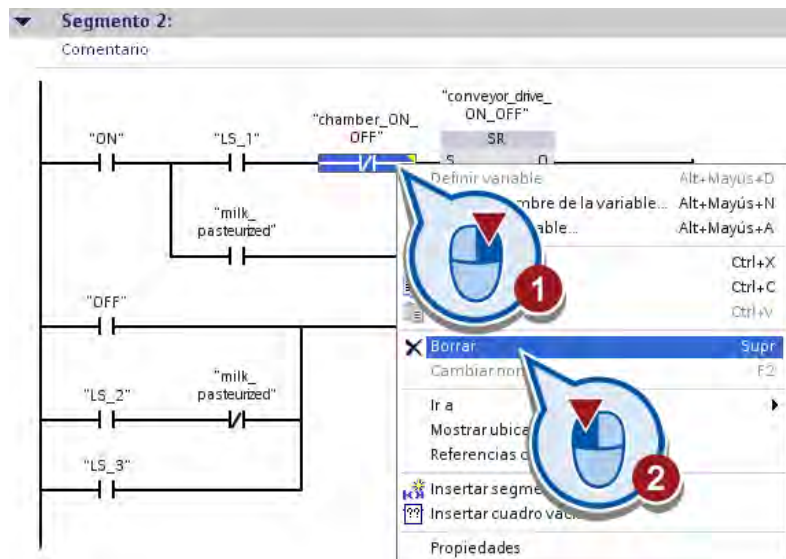 Segmento 2:
Comentario
"conveyor_drive_
ON_OFF"
"chamber_ON_
OFF"
"ON"
"LS_1"
SR
S
Q
Definir variable Alt+Mayús+D
mbre de la variable... Alt+Mayús+N
able... Alt+Mayús+A
"milk_
pasteurized"
Ctrl+X
1
Ctrl+C
Ctrl+V
"OFF"
Borrar Supr
F2
"milk_
pasteurized"
"LS_2"
Ir a
Mostrar ubica
Referencias c
2
"LS_3"
Insertar segme
Insertar cuadro vac
Propiedades